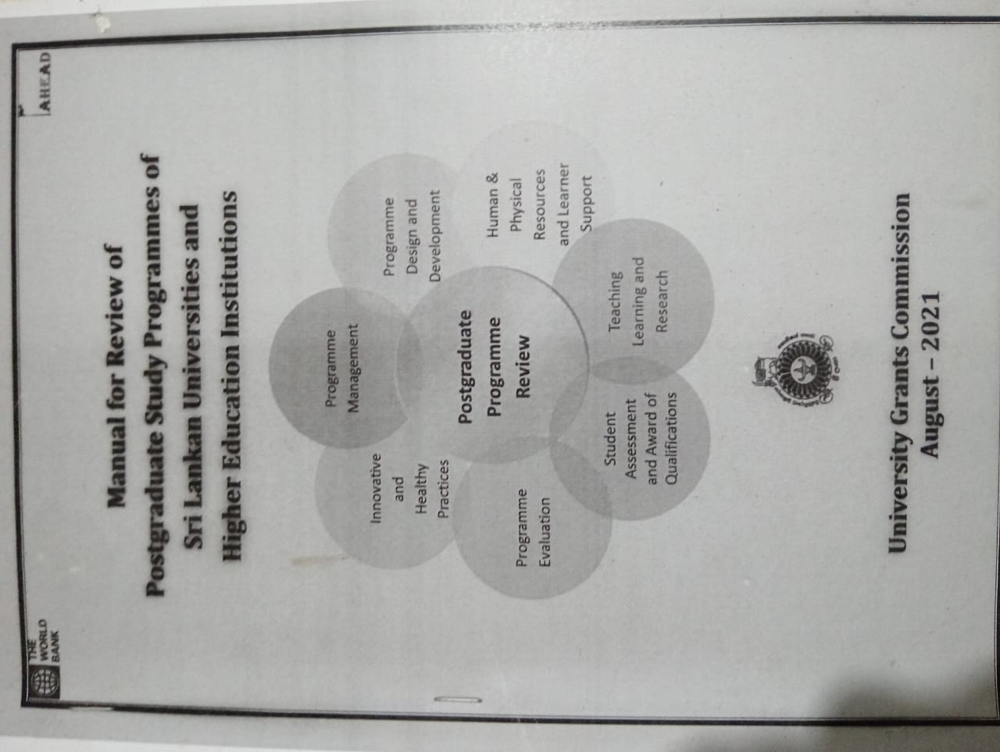 THE
WORLD
BANK
AHEAD
Manual for Review of
Postgraduate Study Programmes of
Sri Lankan Universities and
Higher Education Institutions
Programme
Management
Programme
Design and
Development
Human &
Physical
Resources
and Learner
Support
Teaching
Learning and
Research
Student
Assessment
and Award of
Qualifications
Programme
Evaluation
Innovative
and
Healthy
Practices
Postgraduate
Programme
Review
University Grants Commission
August – 2021